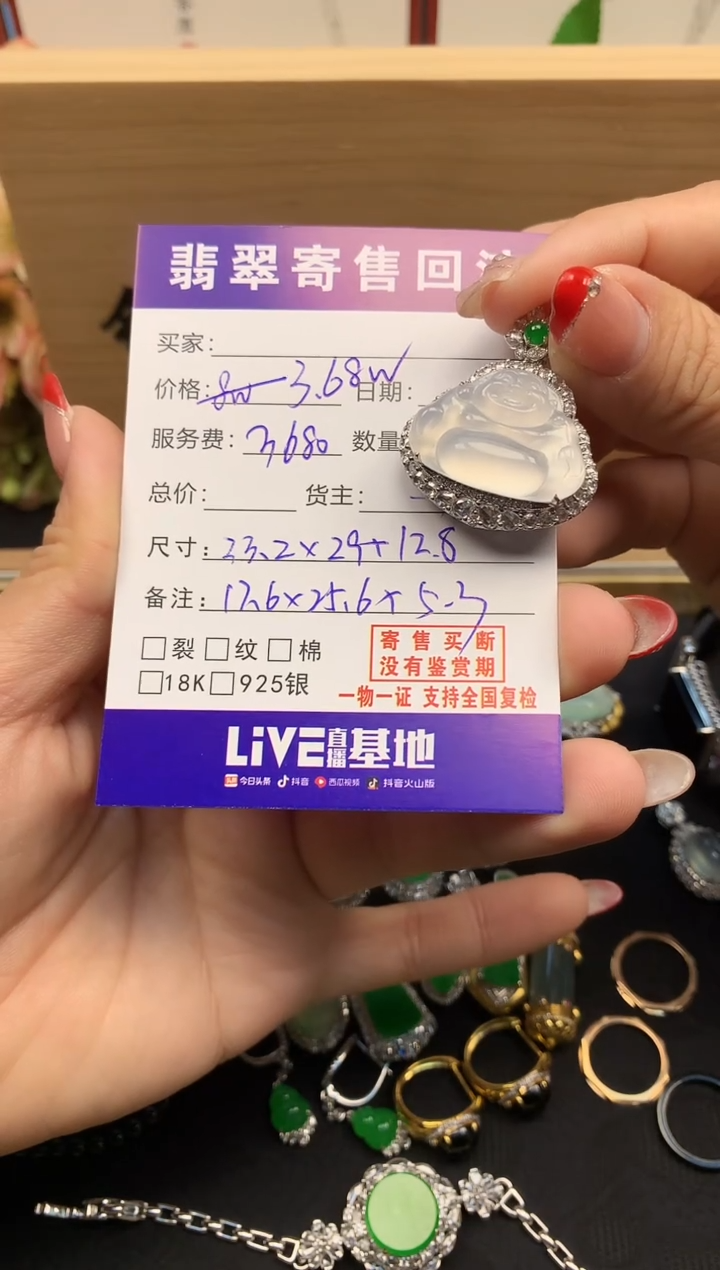 翡翠寄售回
买家:
价格: 8w 3.68W 日期:
服务费: 3680 数量
总价: 货主:
尺寸: 33.2×29+12.8
备注: 17.6×25.6+5.3
□裂□纹□棉
□18K□925银
寄售买断
没有鉴赏期
一物一证 支持全国复检
LiVE直播基地
头条 今日头条 抖音 西瓜视频 抖音火山版